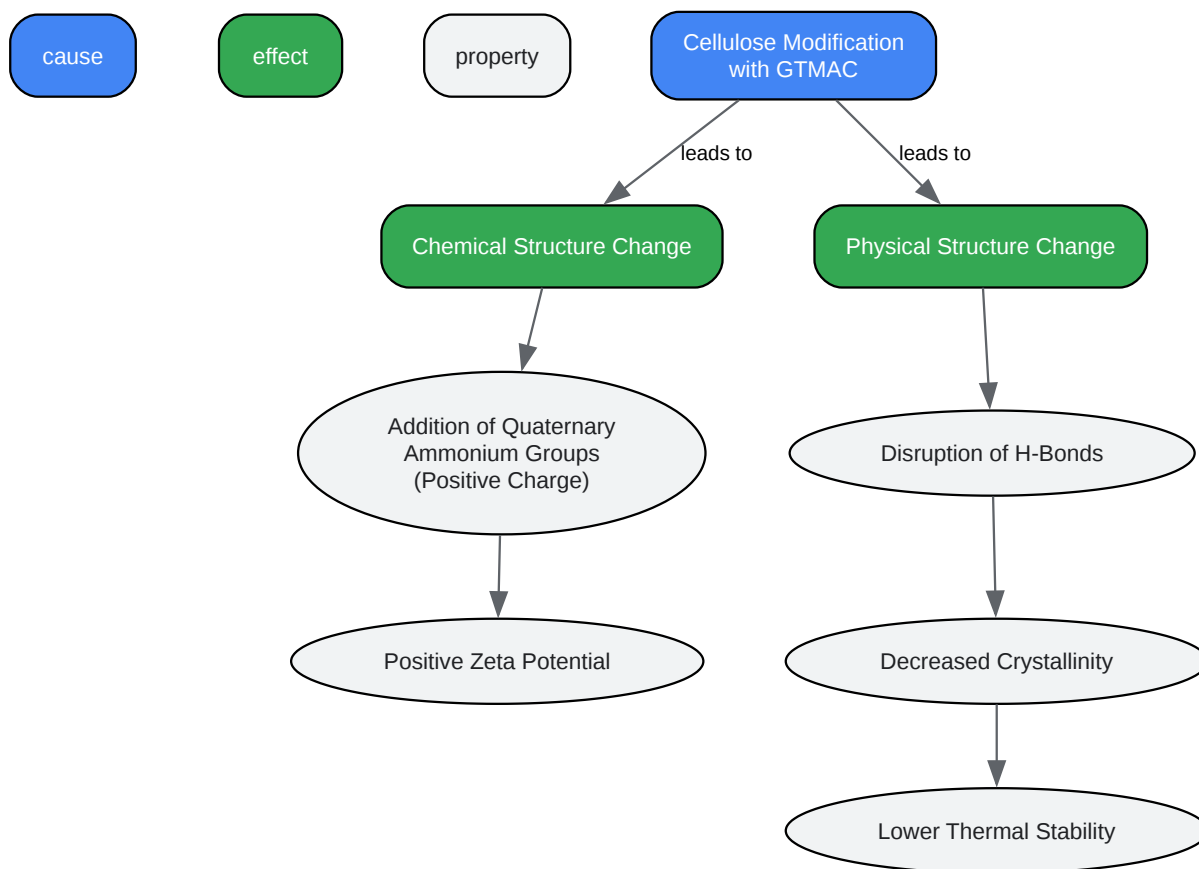 cause
effect
property
Cellulose Modification
with GTMAC
leads to
leads to
Chemical Structure Change
Physical Structure Change
Addition of Quaternary
Ammonium Groups
(Positive Charge)
Disruption of H-Bonds
Positive Zeta Potential
Decreased Crystallinity
Lower Thermal Stability